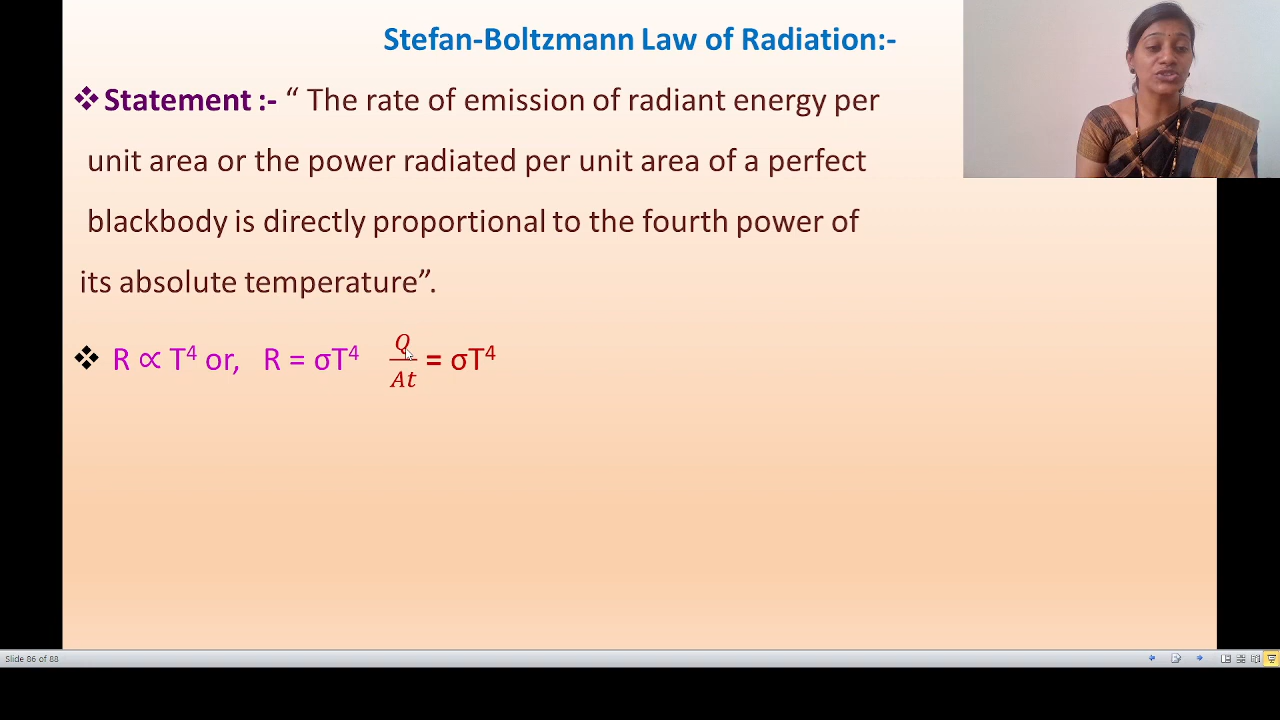 Stefan-Boltzmann Law of Radiation:-
❖Statement :- “ The rate of emission of radiant energy per
unit area or the power radiated per unit area of a perfect
blackbody is directly proportional to the fourth power of
its absolute temperature”.
❖ R ∝ T⁴ or, R = σT⁴ Q/At = σT⁴
Slide 86 of 88